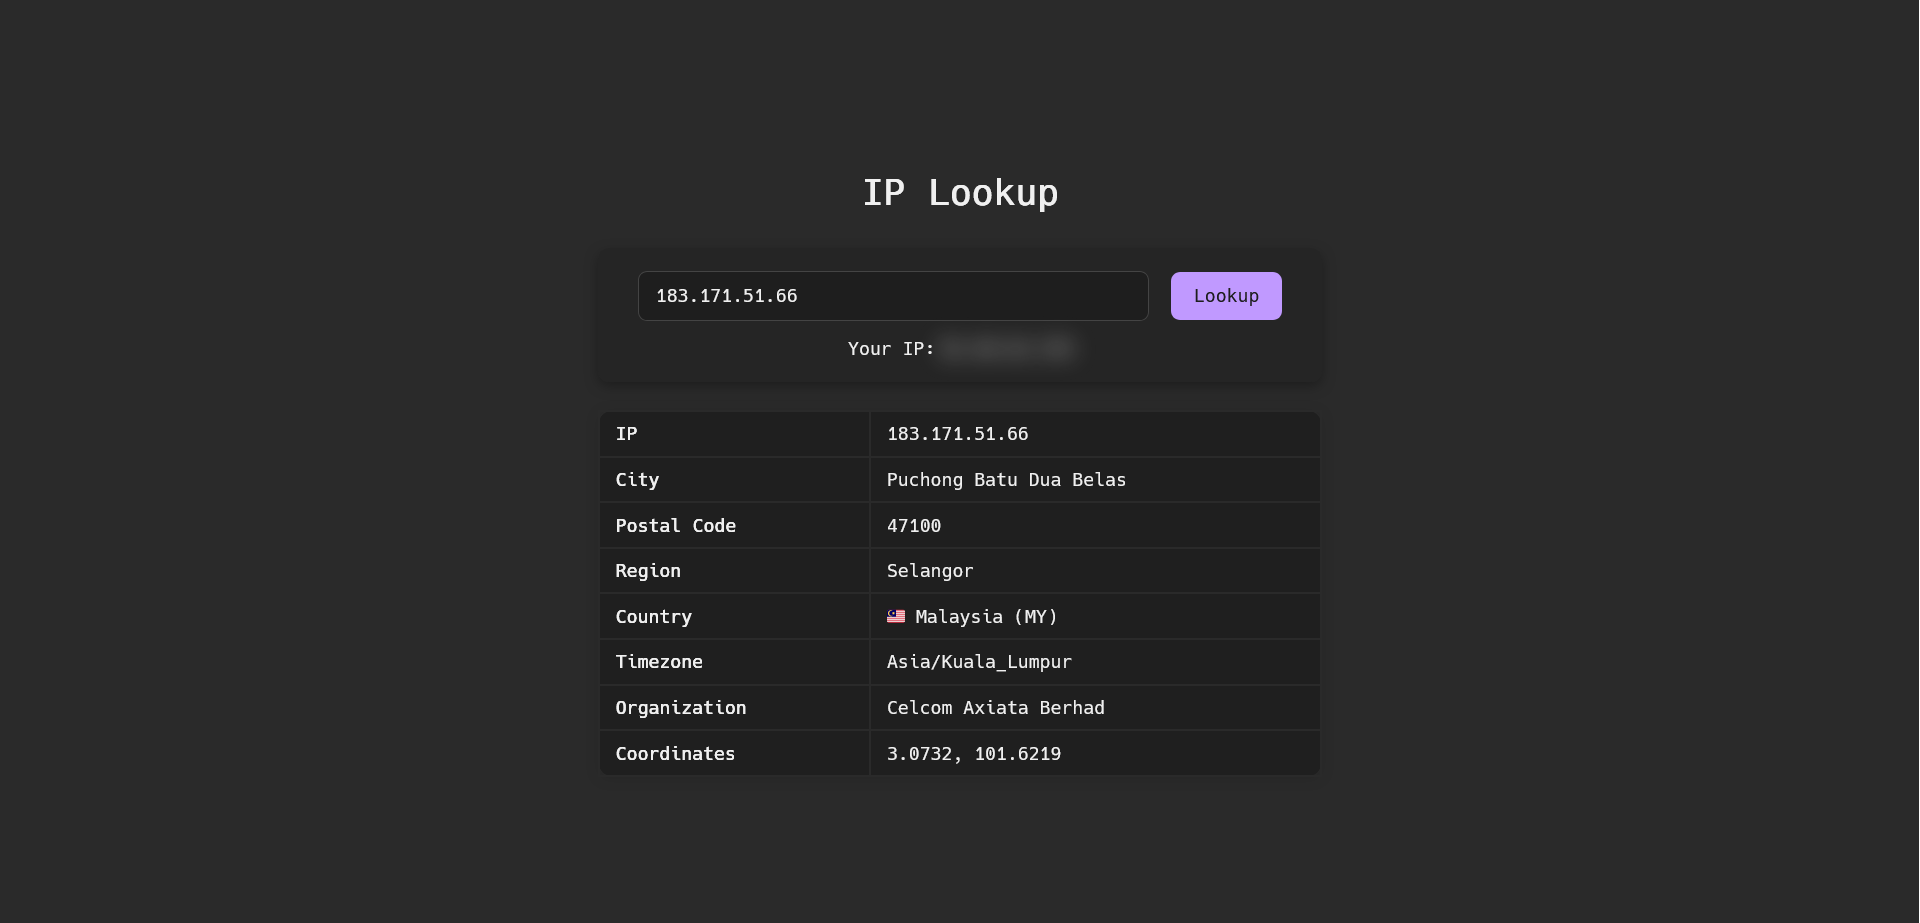 IP Lookup
183.171.51.66
Lookup
Your IP:
IP 183.171.51.66
City Puchong Batu Dua Belas
Postal Code 47100
Region Selangor
Country Malaysia (MY)
Timezone Asia/Kuala_Lumpur
Organization Celcom Axiata Berhad
Coordinates 3.0732, 101.6219